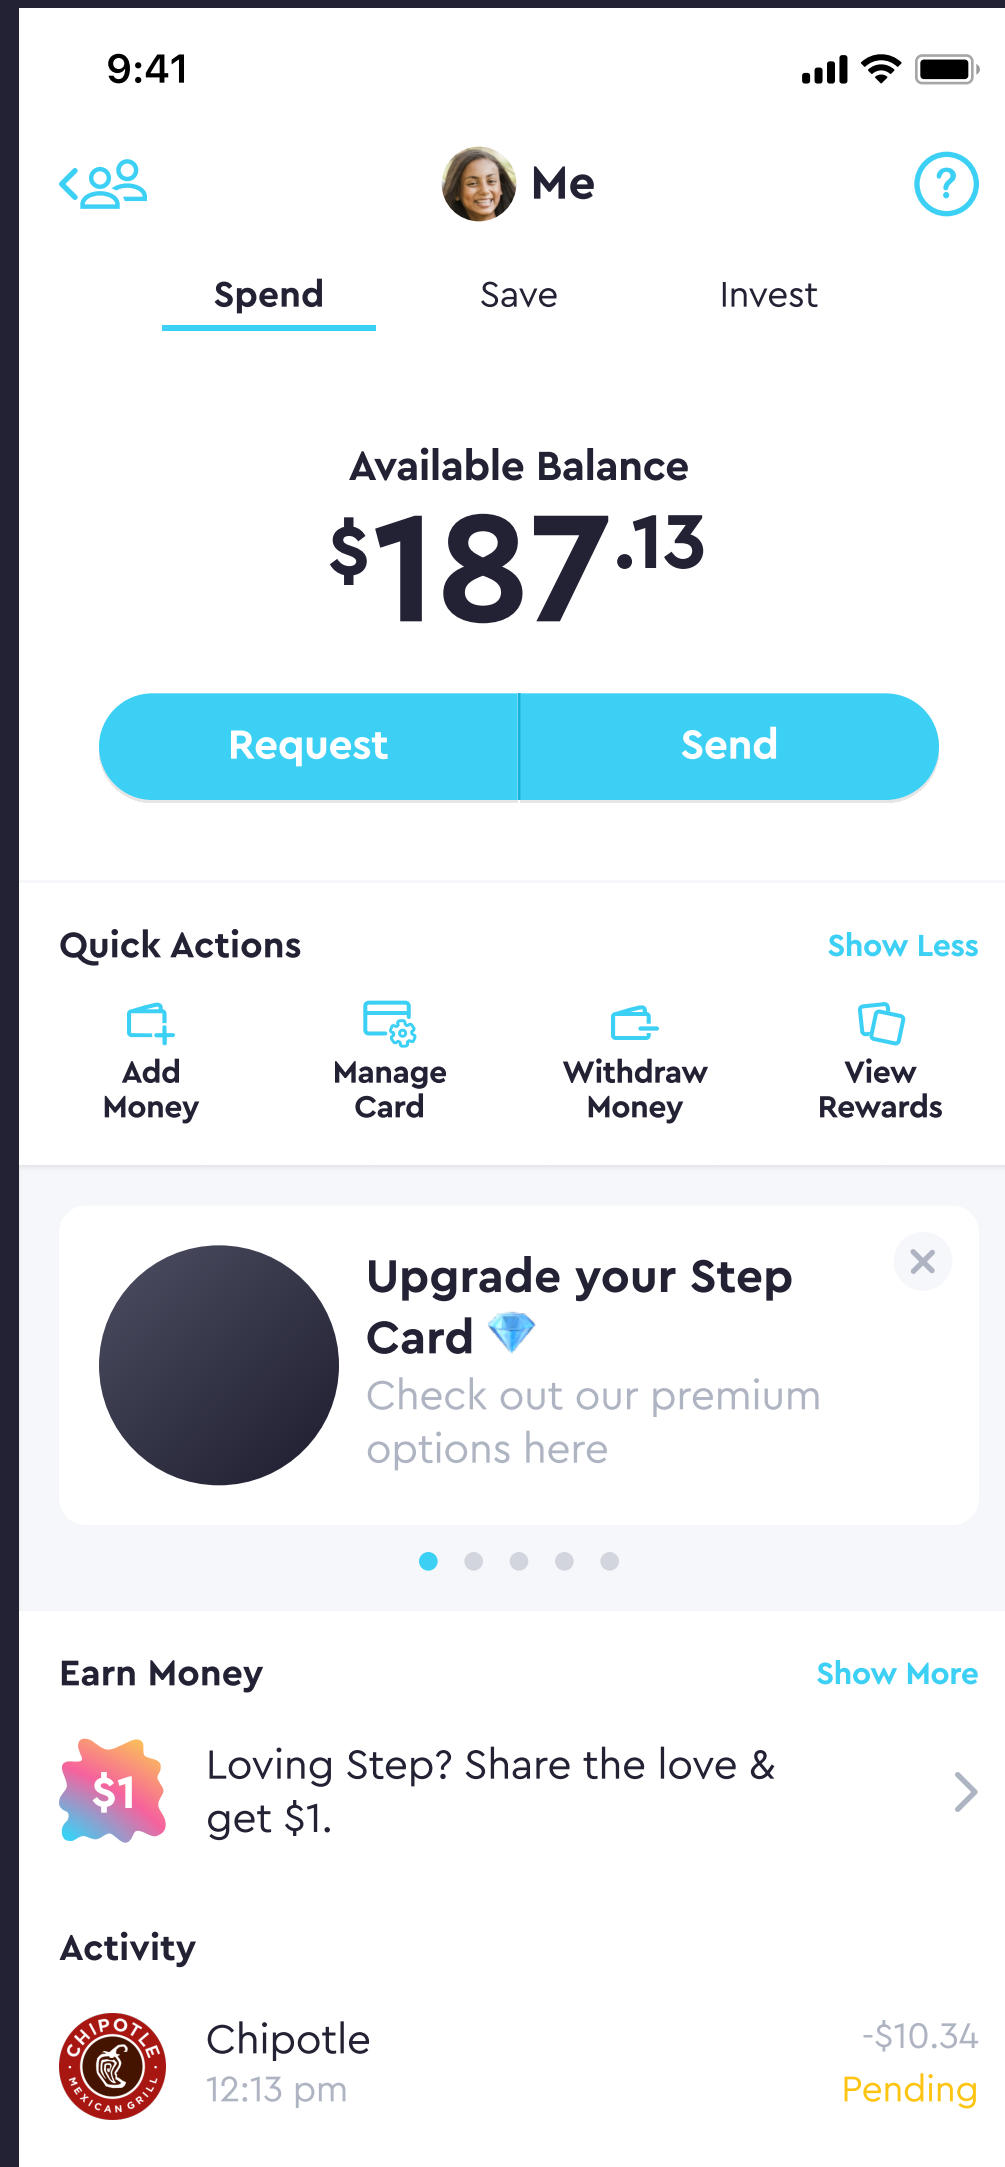 9:41
Me
?
Spend Save Invest
Available Balance
$187.13
Request Send
Quick Actions Show Less
Add Manage Withdraw View
Money Card Money Rewards
Upgrade your Step
Card 💎
Check out our premium
options here
Earn Money Show More
$1
Loving Step? Share the love &
get $1.
Activity
CHIPOTLE
MEXICAN GRILL
Chipotle -$10.34
12:13 pm Pending